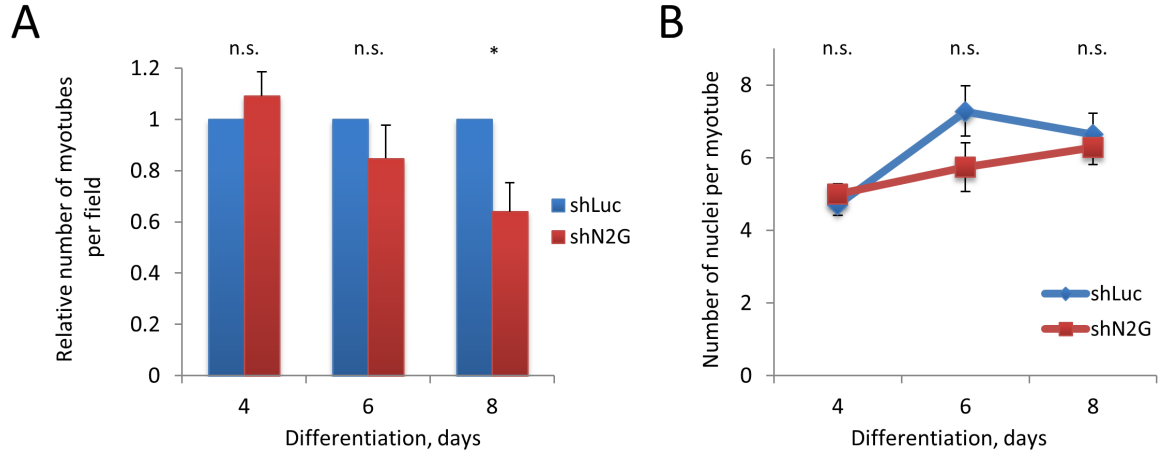 A
n.s.
n.s.
*
Relative number of myotubes
per field
1.2
1
0.8
0.6
0.4
0.2
0
4
6
8
Differentiation, days
shLuc
shN2G
B
n.s.
n.s.
n.s.
Number of nuclei per myotube
8
6
4
2
0
4
6
8
Differentiation, days
shLuc
shN2G